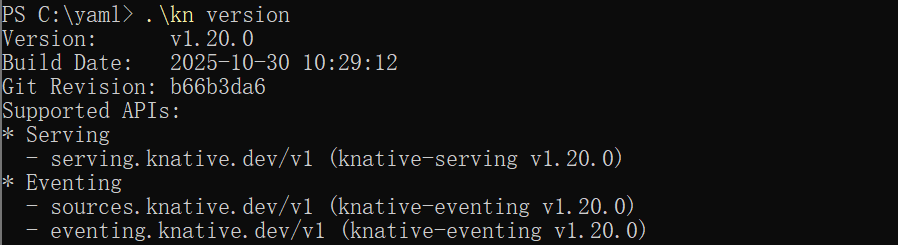 PS C:\yaml> .\kn version
Version:      v1.20.0
Build Date:   2025-10-30 10:29:12
Git Revision: b66b3da6
Supported APIs:
* Serving
  - serving.knative.dev/v1 (knative-serving v1.20.0)
* Eventing
  - sources.knative.dev/v1 (knative-eventing v1.20.0)
  - eventing.knative.dev/v1 (knative-eventing v1.20.0)